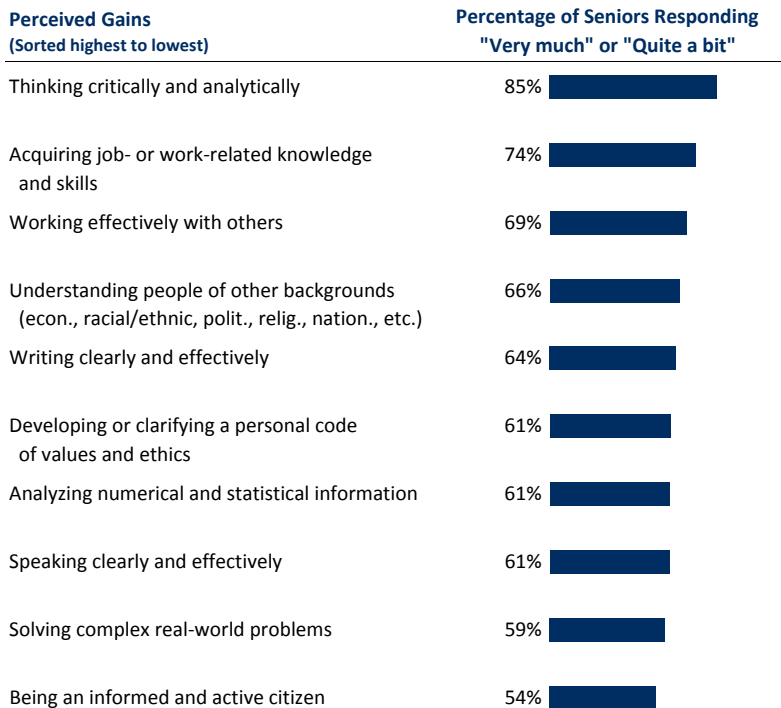 Perceived Gains
(Sorted highest to lowest)
Percentage of Seniors Responding
"Very much" or "Quite a bit"
Thinking critically and analytically 85%
Acquiring job- or work-related knowledge 74%
and skills
Working effectively with others 69%
Understanding people of other backgrounds 66%
(econ., racial/ethnic, polit., relig., nation., etc.)
Writing clearly and effectively 64%
Developing or clarifying a personal code 61%
of values and ethics
Analyzing numerical and statistical information 61%
Speaking clearly and effectively 61%
Solving complex real-world problems 59%
Being an informed and active citizen 54%